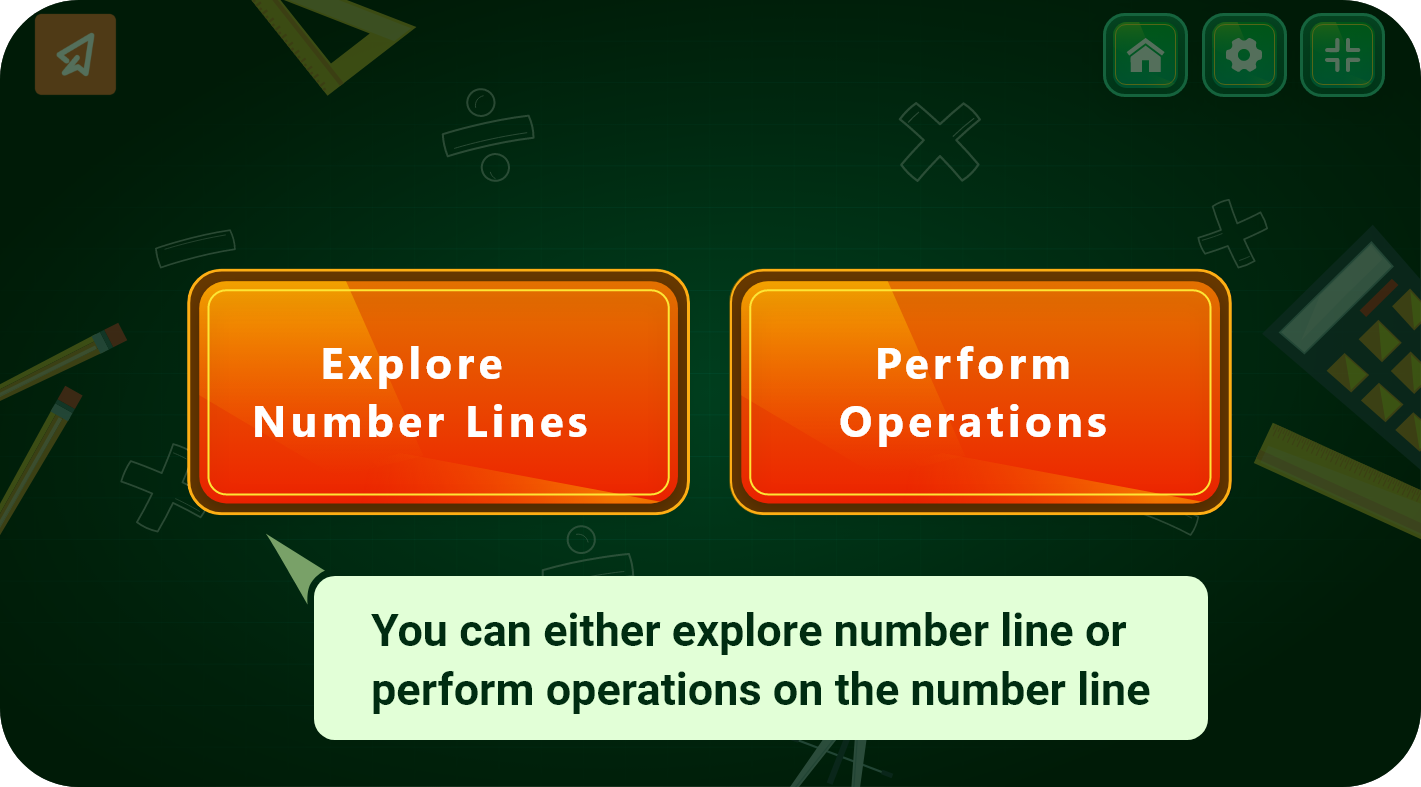 Explore
Number Lines
Perform
Operations
You can either explore number line or
perform operations on the number line